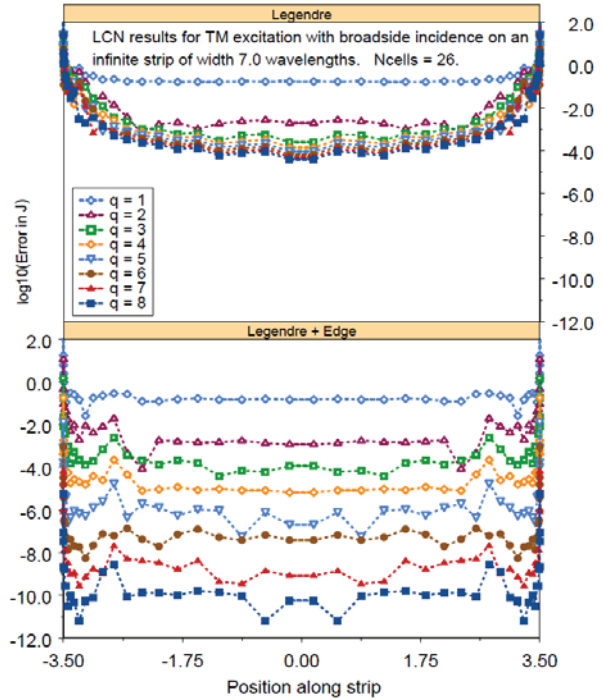 Legendre
LCN results for TM excitation with broadside incidence on an
infinite strip of width 7.0 wavelengths. Ncells = 26.
2.0
0.0
-2.0
-4.0
-6.0
-8.0
-10.0
-12.0
q = 1
q = 2
q = 3
q = 4
q = 5
q = 6
q = 7
q = 8
log10(Error in J)
Legendre + Edge
2.0
0.0
-2.0
-4.0
-6.0
-8.0
-10.0
-12.0
-3.50
-1.75
0.00
1.75
3.50
Position along strip